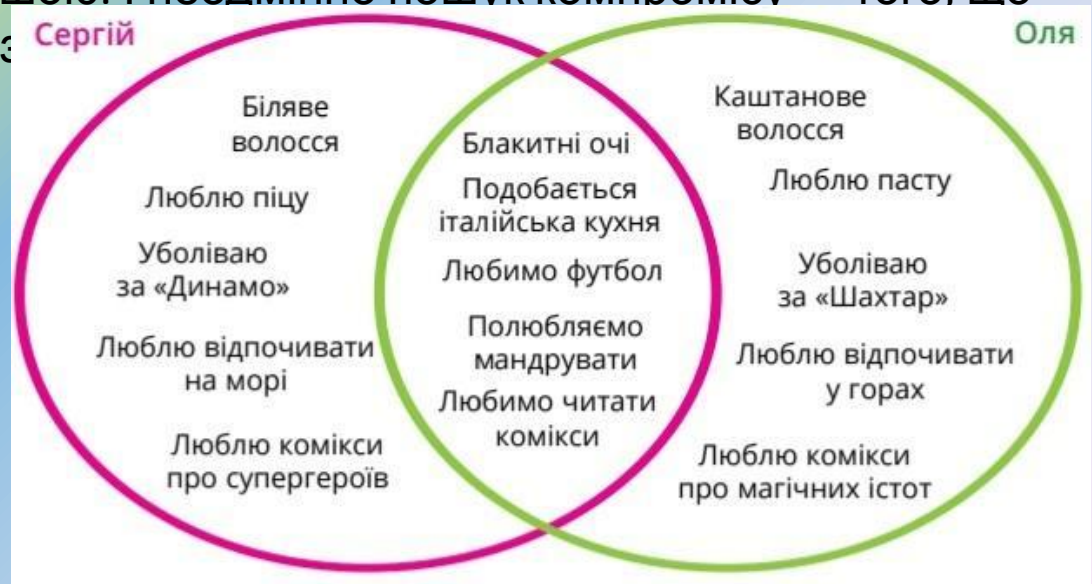 Сергій
Оля
Біляве
волосся
Люблю піцу
Уболіваю
за «Динамо»
Люблю відпочивати
на морі
Люблю комікси
про супергероїв
Блакитні очі
Подобається
італійська кухня
Любимо футбол
Полюбляємо
мандрувати
Любимо читати
комікси
Каштанове
волосся
Люблю пасту
Уболіваю
за «Шахтар»
Люблю відпочивати
у горах
Люблю комікси
про магічних істот